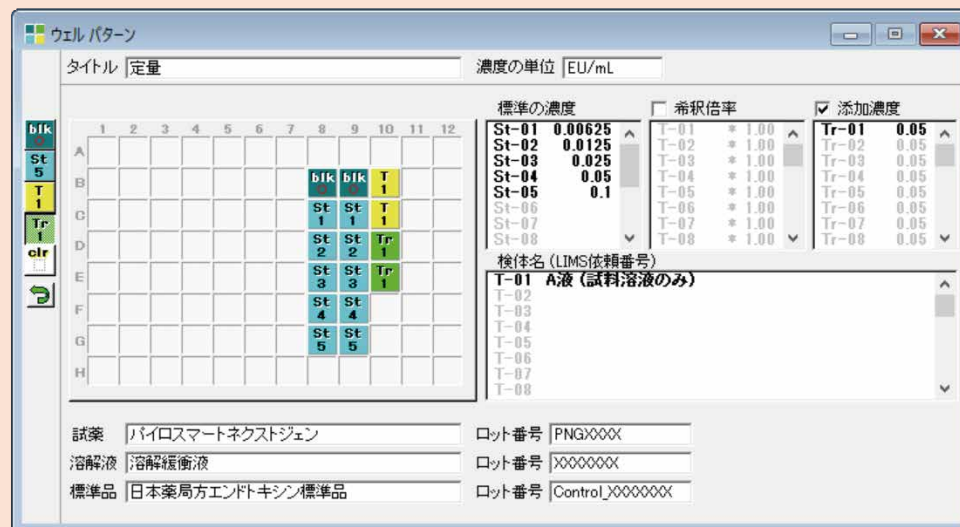 ウェル パターン
タイトル 定量 濃度の単位 EU/mL
標準の濃度 希釈倍率 添加濃度
blk
St 5
T 1
Tr 1
clr
1 2 3 4 5 6 7 8 9 10 11 12
A
B blk blk T 1
C St 1 St 1 T 1
D St 2 St 2 Tr 1
E St 3 St 3 Tr 1
F St 4 St 4
G St 5 St 5
H
St-01 0.00625
St-02 0.0125
St-03 0.025
St-04 0.05
St-05 0.1
St-06
St-07
St-08
T-01 * 1.00
T-02 * 1.00
T-03 * 1.00
T-04 * 1.00
T-05 * 1.00
T-06 * 1.00
T-07 * 1.00
T-08 * 1.00
Tr-01 0.05
Tr-02 0.05
Tr-03 0.05
Tr-04 0.05
Tr-05 0.05
Tr-06 0.05
Tr-07 0.05
Tr-08 0.05
検体名(LIMS依頼番号)
T-01 A液(試料溶液のみ)
T-02
T-03
T-04
T-05
T-06
T-07
T-08
試薬 パイロスマートネクストジェン ロット番号 PNGXXXX
溶解液 溶解緩衝液 ロット番号 XXXXXXX
標準品 日本薬局方エンドトキシン標準品 ロット番号 Control_XXXXXXX